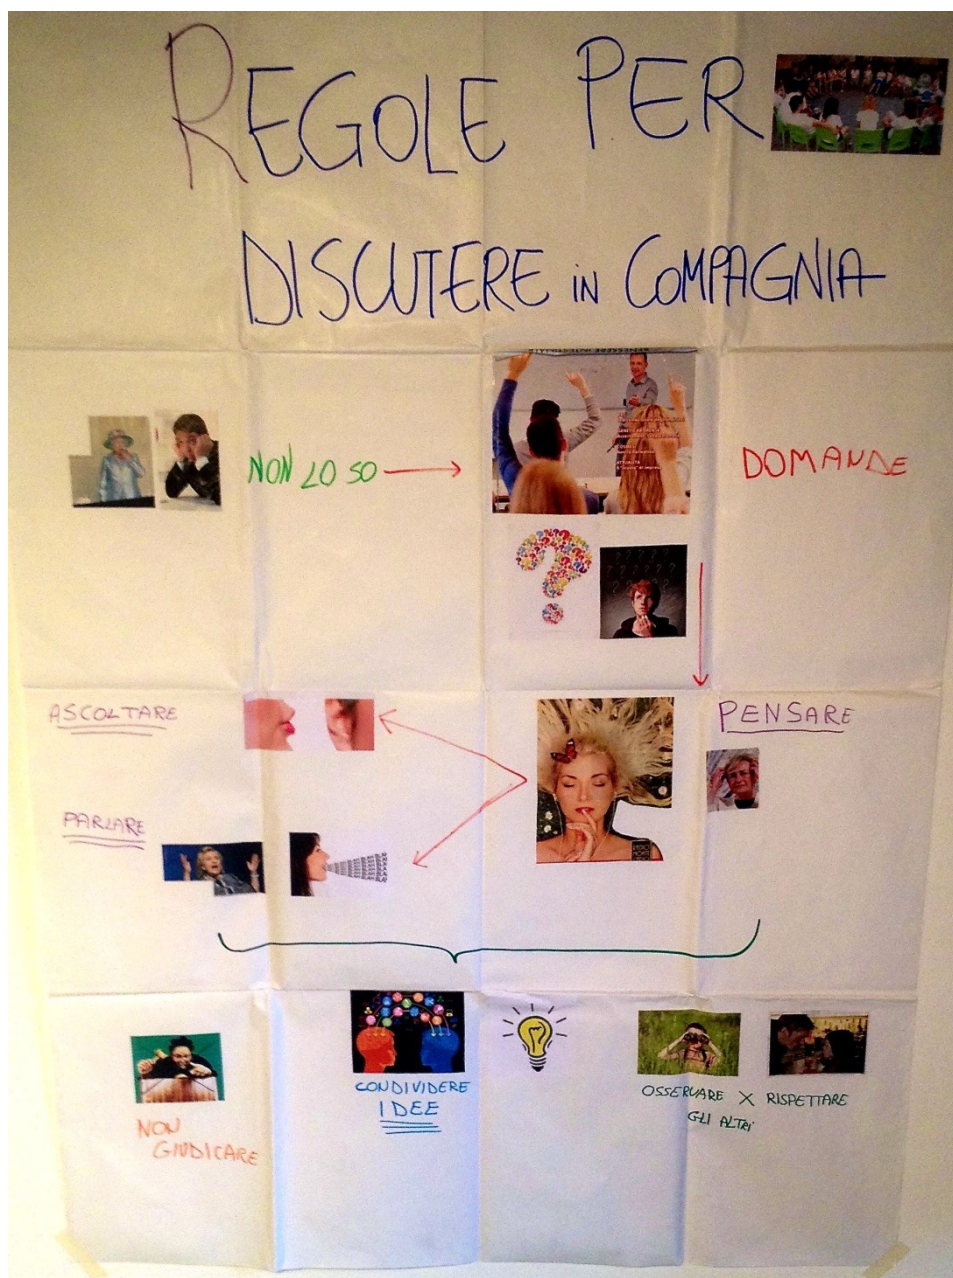 REGOLE PER
DISCUTERE IN COMPAGNIA
NON LO SO
DOMANDE
ASCOLTARE
PENSARE
PARLARE
NON
GIUDICARE
CONDIVIDERE
IDEE
OSSERVARE X RISPETTARE
GLI ALTRI